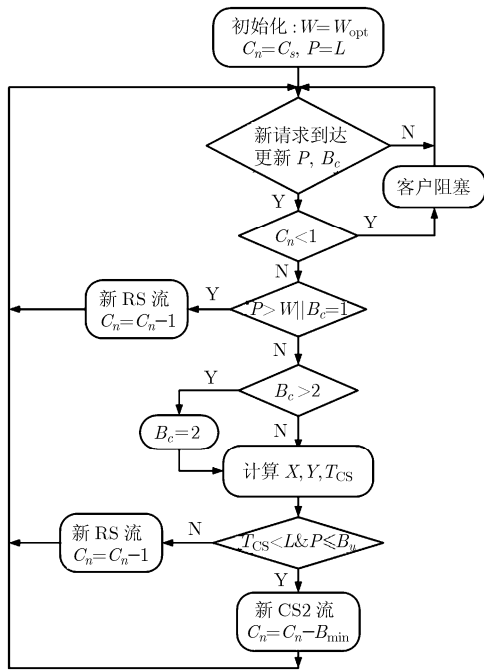 初始化:W=W_opt
C_n=C_s, P=L
新请求到达
更新 P, B_c
N
Y
客户阻塞
C_n<1
Y
N
P>W||B_c=1
Y
新 RS 流
C_n=C_n−1
N
B_c>2
Y
N
B_c=2
计算 X,Y,T_CS
T_CS<L&P≤B_u
N
新 RS 流
C_n=C_n−1
Y
新 CS2 流
C_n=C_n−B_min